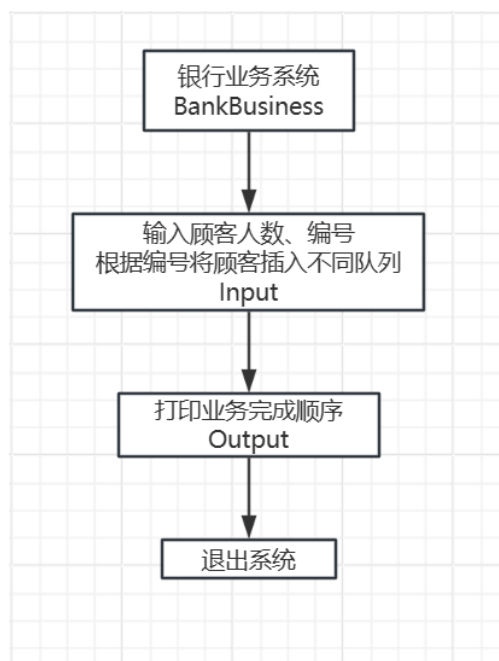 银行业务系统
BankBusiness
输入顾客人数、编号
根据编号将顾客插入不同队列
Input
打印业务完成顺序
Output
退出系统